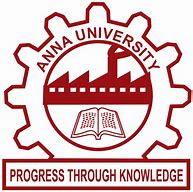 ANNA UNIVERSITY
PROGRESS THROUGH KNOWLEDGE